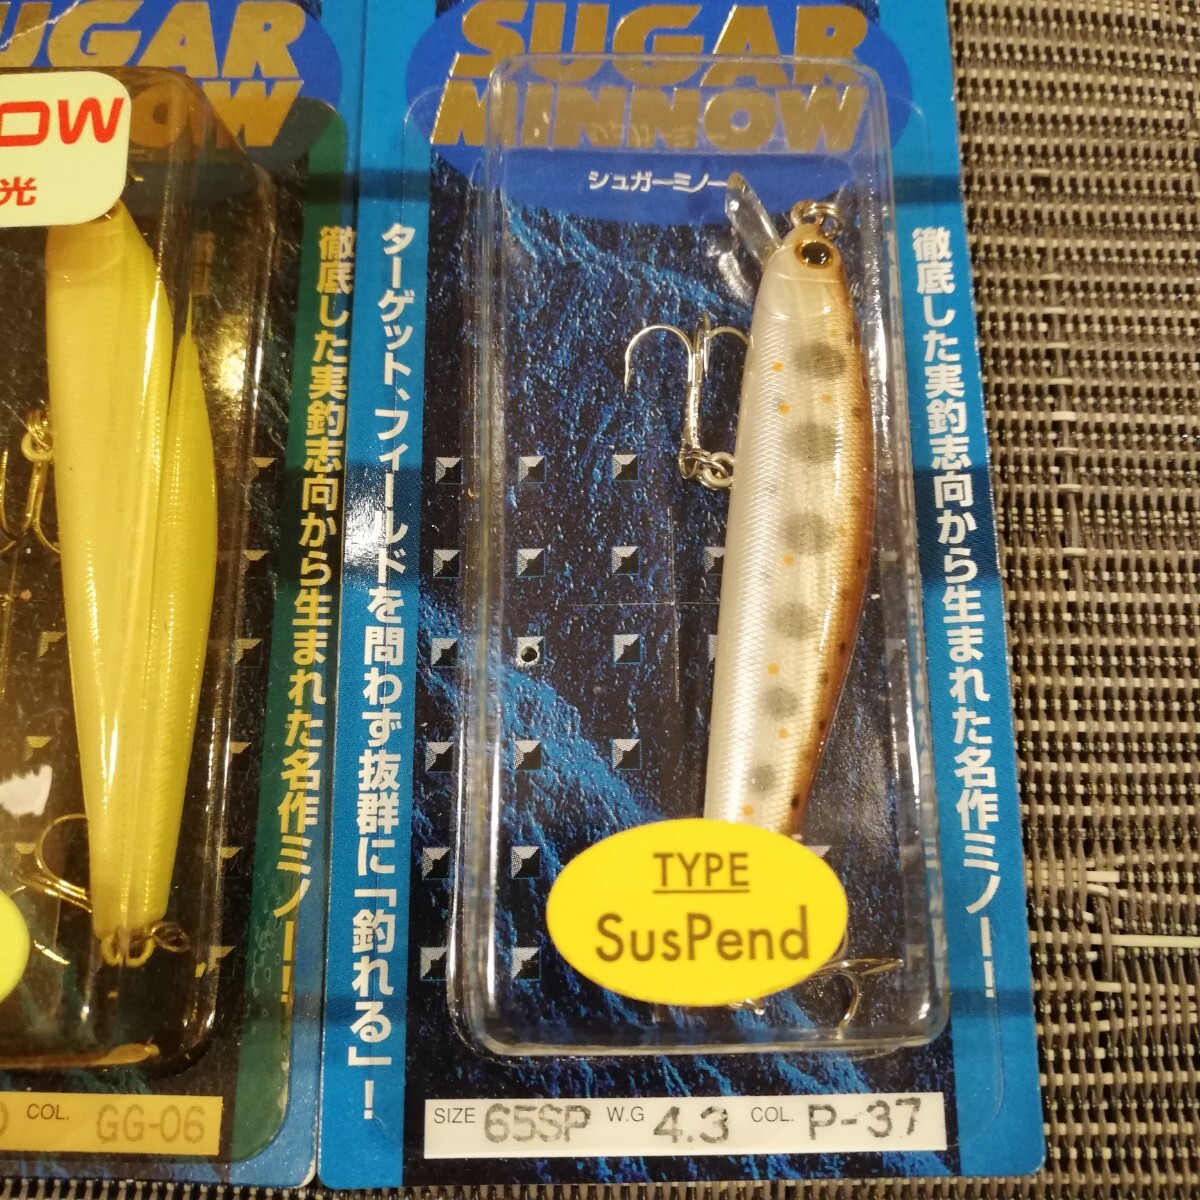 UGAR
OW
OW
光
徹底した実釣志向から生まれた名作ミノー!!
COL. GG-06
SUGAR
MINNOW
シュガーミノー
ターゲット、フィールドを問わず抜群に「釣れる」!
徹底した実釣志向から生まれた名作ミノー!!
TYPE
SusPend
SIZE 65SP W.G 4.3 COL. P-37